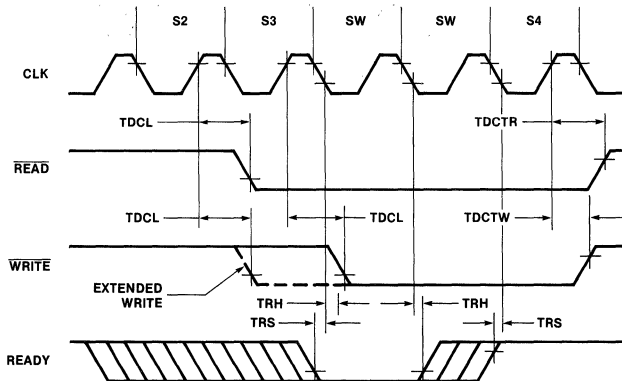 S2 S3 SW SW S4
CLK
TDCL TDCTR
READ
TDCL TDCL TDCTW
WRITE
EXTENDED
WRITE
TRH TRH
TRS TRS
READY